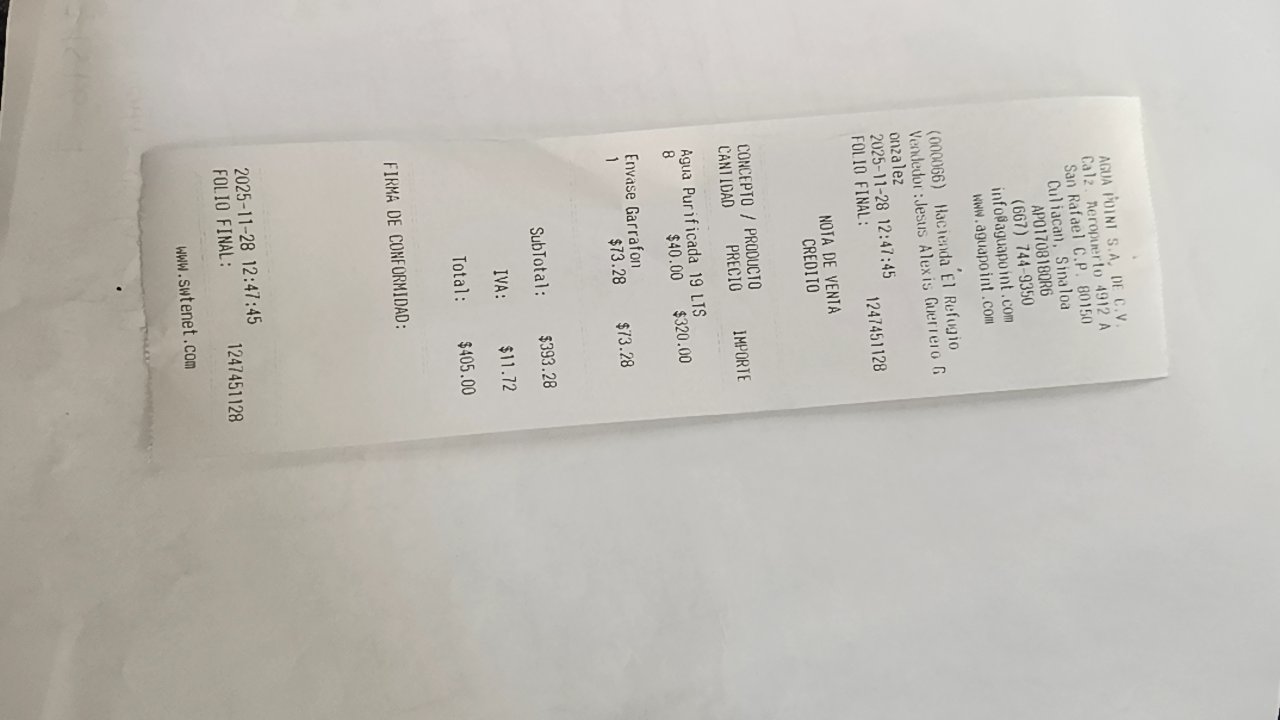 AGUA POINT S.A. DE C.V.
Calz. Aeropuerto 4912 A
San Rafael C.P. 80150
Culiacan, Sinaloa
APO170818QR6
(667) 744-9350
info@aguapoint.com
www.aguapoint.com
(000066) Hacienda El Refugio
Vendedor:Jesus Alexis Guerrero G
onzalez
2025-11-28 12:47:45
FOLIO FINAL: 1247451128
NOTA DE VENTA
CREDITO
CONCEPTO / PRODUCTO
CANTIDAD PRECIO IMPORTE
Agua Purificada 19 LTS
8 $40.00 $320.00
Envase Garrafon
1 $73.28 $73.28
SubTotal: $393.28
IVA: $11.72
Total: $405.00
FIRMA DE CONFORMIDAD:
2025-11-28 12:47:45
FOLIO FINAL: 1247451128
www.swtenet.com